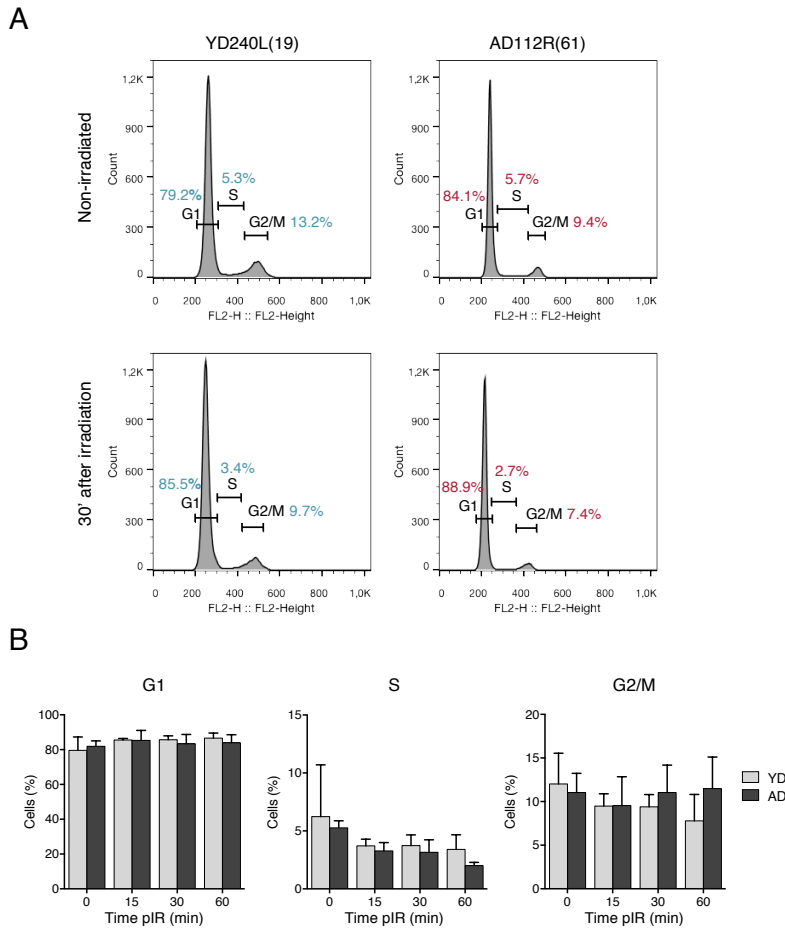 A
YD240L(19)
AD112R(61)
Non-irradiated
Count
1,2K
900
600
300
0
79.2%
5.3%
S
G1
G2/M 13.2%
0 200 400 600 800 1,0K
FL2-H :: FL2-Height
Count
1,2K
900
600
300
0
84.1%
5.7%
S
G1
G2/M 9.4%
0 200 400 600 800 1,0K
FL2-H :: FL2-Height
30' after irradiation
Count
1,2K
900
600
300
0
85.5%
3.4%
S
G1
G2/M 9.7%
0 200 400 600 800 1,0K
FL2-H :: FL2-Height
Count
1,2K
900
600
300
0
88.9%
2.7%
S
G1
G2/M 7.4%
0 200 400 600 800 1,0K
FL2-H :: FL2-Height
B
G1
Cells (%)
100
80
60
40
20
0
0 15 30 60
Time pIR (min)
S
Cells (%)
15
10
5
0
0 15 30 60
Time pIR (min)
G2/M
Cells (%)
20
15
10
5
0
0 15 30 60
Time pIR (min)
YD
AD